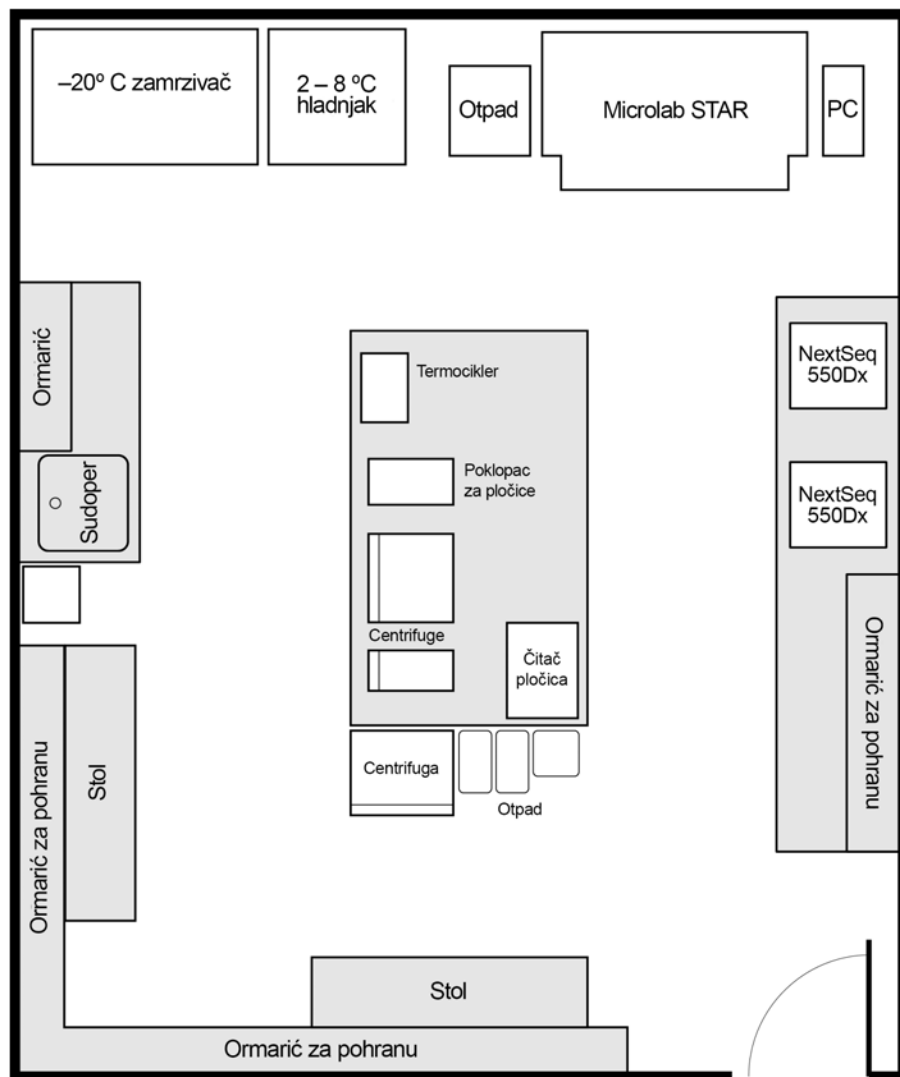 –20º C zamrzivač
2 – 8 ºC
hladnjak
Otpad
Microlab STAR
PC
Ormarić
Sudoper
Termocikler
Poklopac
za pločice
Centrifuge
Čitač
pločica
NextSeq
550Dx
NextSeq
550Dx
Ormarić za pohranu
Ormarić za pohranu
Stol
Centrifuga
Otpad
Stol
Ormarić za pohranu